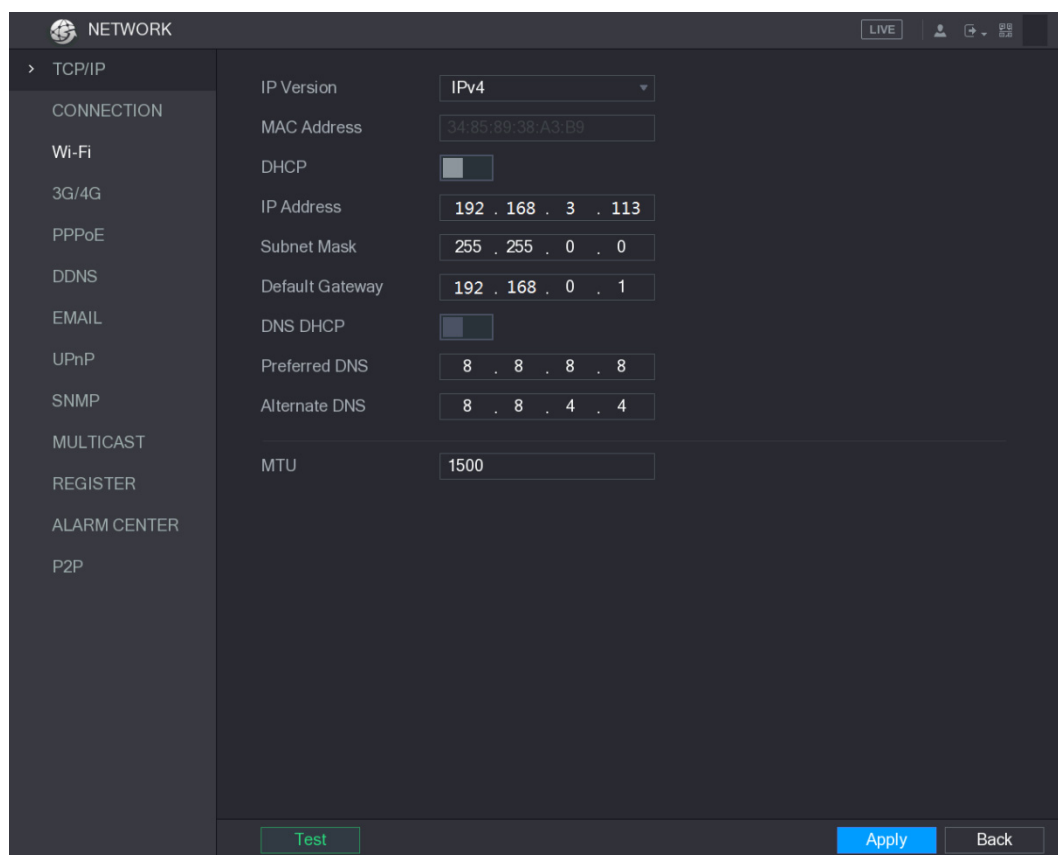 NETWORK
LIVE
> TCP/IP
CONNECTION
Wi-Fi
3G/4G
PPPoE
DDNS
EMAIL
UPnP
SNMP
MULTICAST
REGISTER
ALARM CENTER
P2P
IP Version IPv4
MAC Address 34:85:89:38:A3:B9
DHCP
IP Address 192 . 168 . 3 . 113
Subnet Mask 255 . 255 . 0 . 0
Default Gateway 192 . 168 . 0 . 1
DNS DHCP
Preferred DNS 8 . 8 . 8 . 8
Alternate DNS 8 . 8 . 4 . 4
MTU 1500
Test
Apply
Back